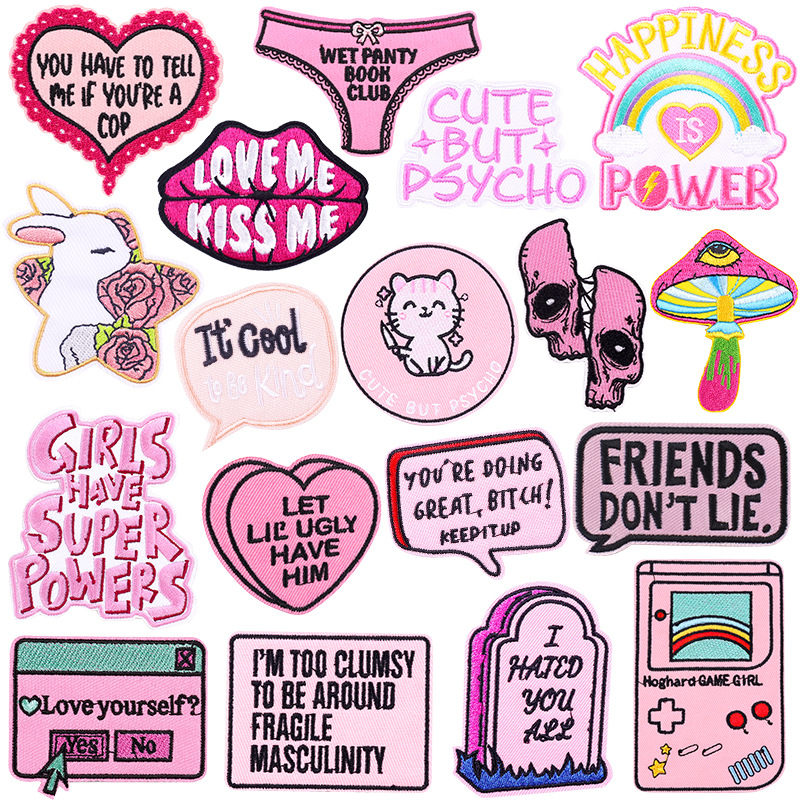 YOU HAVE TO TELL
ME IF YOU'RE A
COP
WET PANTY
BOOK
CLUB
CUTE
BUT
PSYCHO
HAPPINESS
IS
POWER
LOVE ME
KISS ME
It' Cool
to be kind
CUTE BUT PSYCHO
GIRLS
HAVE
SUPER
POWERS
LET
LIL' UGLY
HAVE
HIM
YOU'RE DOING
GREAT, BITCH!
KEEP IT UP
FRIENDS
DON'T LIE.
Love yourself?
Yes
No
I'M TOO CLUMSY
TO BE AROUND
FRAGILE
MASCULINITY
I
HATED
YOU
ALL
Hoghard GAME GIRL